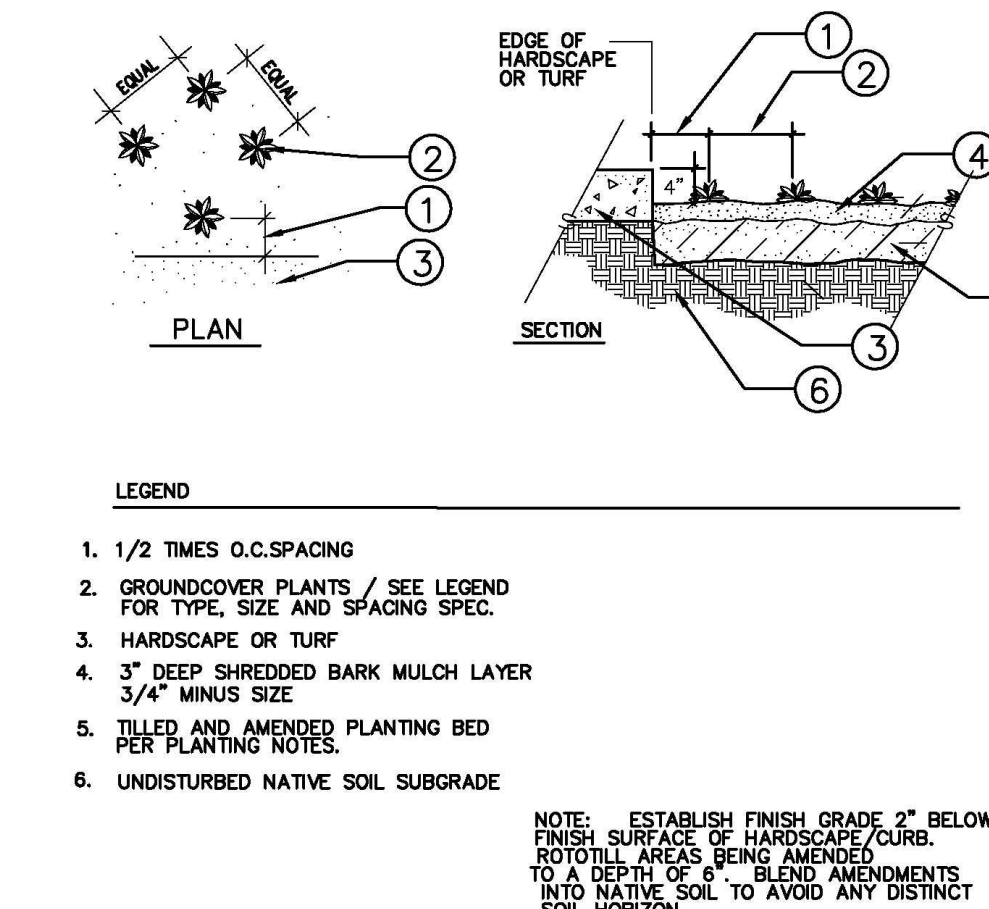 EQUAL
EQUAL
2
1
3
PLAN
EDGE OF
HARDSCAPE
OR TURF
1
2
4
4"
SECTION
3
6
LEGEND
1. 1/2 TIMES O.C.SPACING
2. GROUNDCOVER PLANTS / SEE LEGEND
FOR TYPE, SIZE AND SPACING SPEC.
3. HARDSCAPE OR TURF
4. 3" DEEP SHREDDED BARK MULCH LAYER
3/4" MINUS SIZE
5. TILLED AND AMENDED PLANTING BED
PER PLANTING NOTES.
6. UNDISTURBED NATIVE SOIL SUBGRADE
NOTE: ESTABLISH FINISH GRADE 2" BELOW
FINISH SURFACE OF HARDSCAPE/CURB.
ROTOTILL AREAS BEING AMENDED
TO A DEPTH OF 6". BLEND AMENDMENTS
INTO NATIVE SOIL TO AVOID ANY DISTINCT
SOIL HORIZON